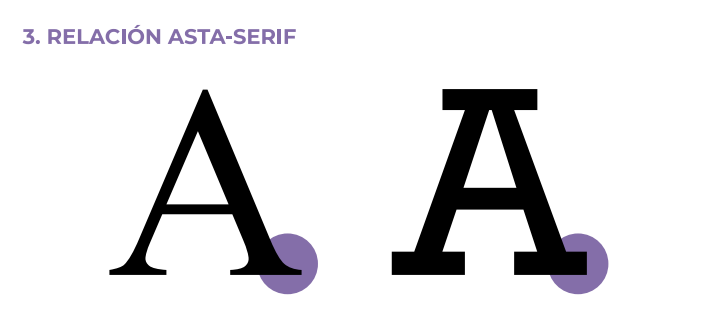 3. RELACIÓN ASTA-SERIF
A A